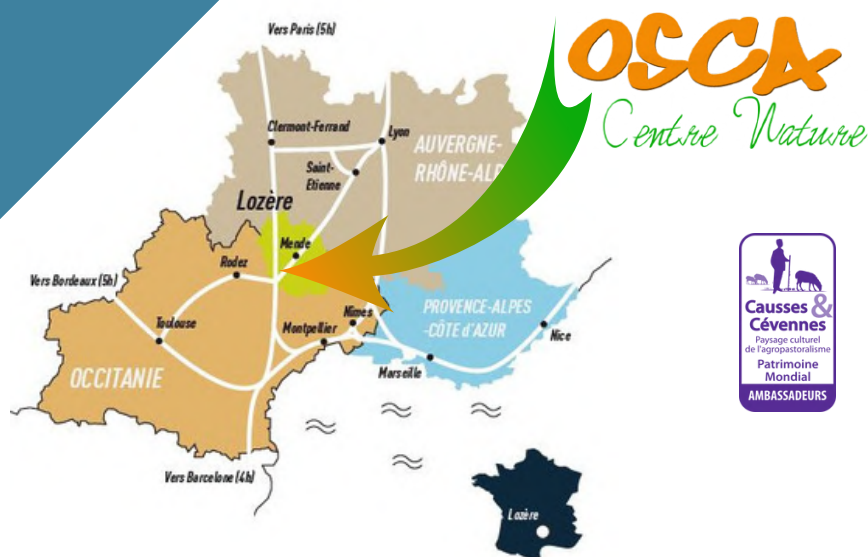 Vers Paris (5h)
OSCA
Centre Nature
Clermont-Ferrand
Lyon
AUVERGNE-
RHÔNE-ALP
Saint-
Etienne
Lozère
Mende
Rodez
Vers Bordeaux (5h)
Toulouse
Montpellier
Nîmes
PROVENCE-ALPES
-CÔTE d'AZUR
Nice
Marseille
OCCITANIE
Vers Barcelone (4h)
Causses &
Cévennes
Paysage culturel
de l'agropastoralisme
Patrimoine
Mondial
AMBASSADEURS
Lozère